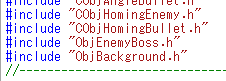 #include "CObjAngleBullet.h"
#include "CObjHomingEnemy.h"
#include "CObjHomingBullet.h"
#include "ObjEnemyBoss.h"
#include "ObjBackground.h"
//------------------------------